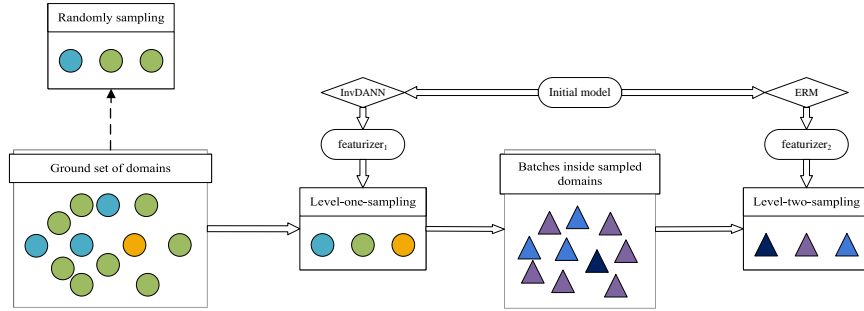 Randomly sampling
InvDANN
Initial model
ERM
featurizer1
featurizer2
Ground set of domains
Batches inside sampled
domains
Level-one-sampling
Level-two-sampling